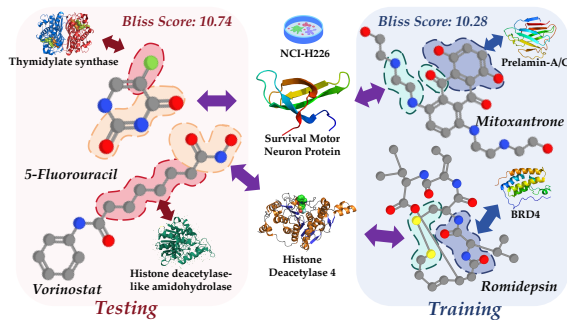 Bliss Score: 10.74
Thymidylate synthase
5-Fluorouracil
Vorinostat
Histone deacetylase-
like amidohydrolase
Testing
NCI-H226
Survival Motor
Neuron Protein
Histone
Deacetylase 4
Bliss Score: 10.28
Prelamin-A/C
Mitoxantrone
BRD4
Romidepsin
Training